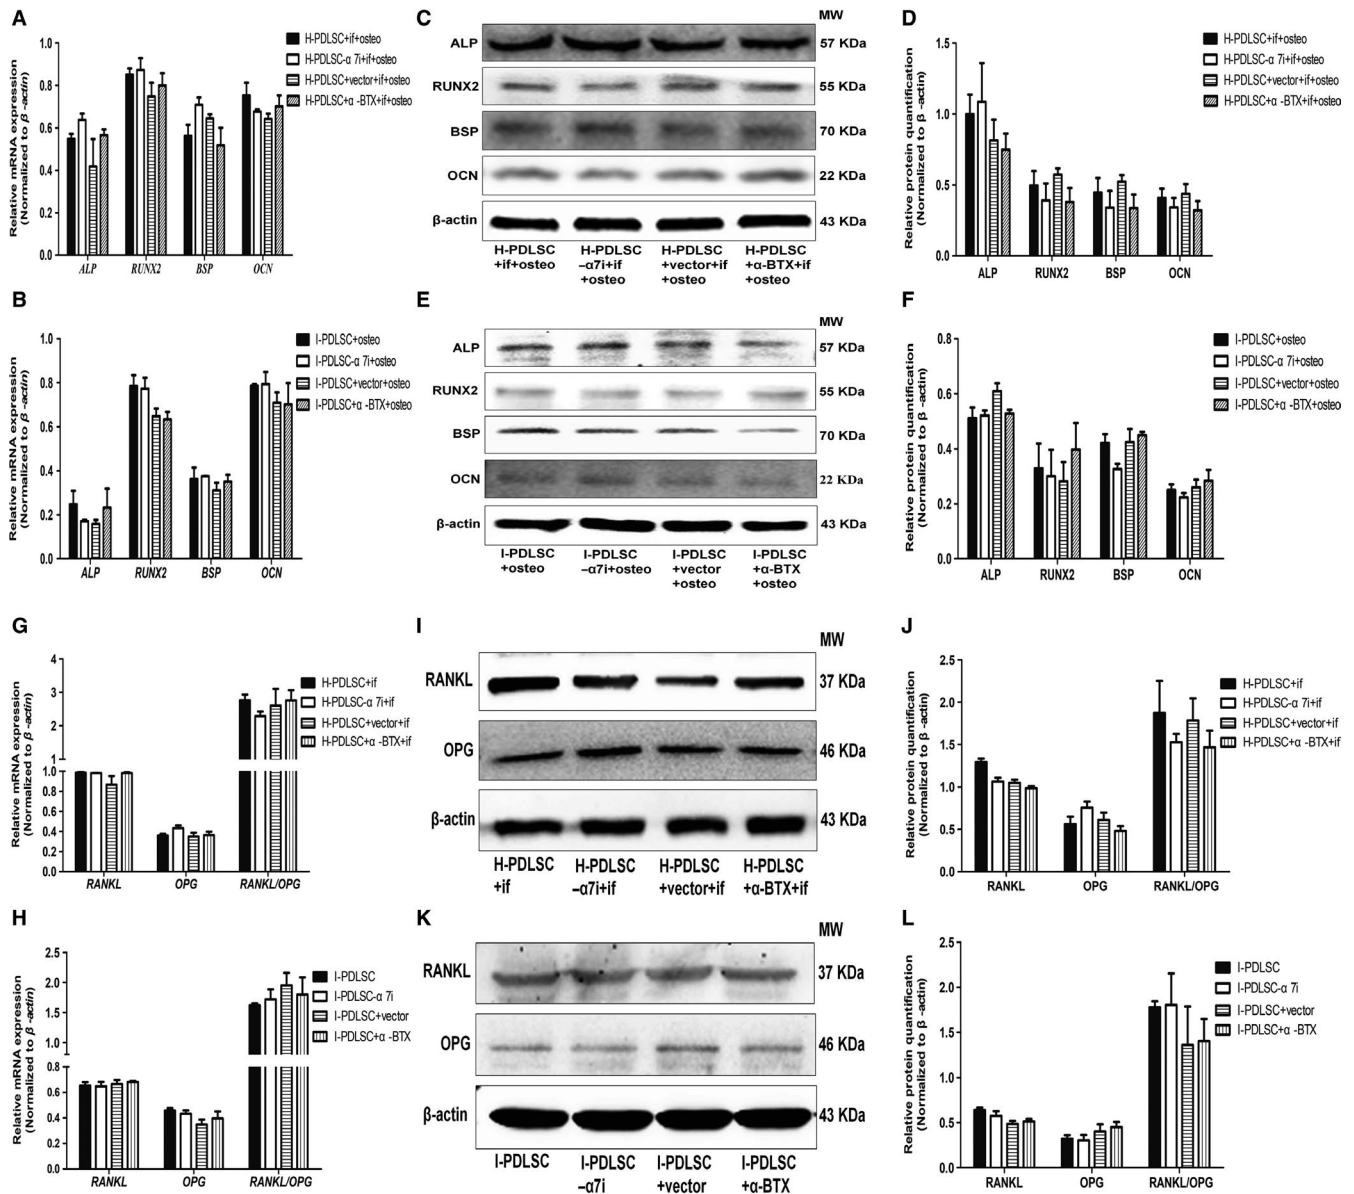 A
Relative mRNA expression
(Normalized to β -actin)
1.0
0.8
0.6
0.4
0.2
0.0
ALP RUNX2 BSP OCN
H-PDLSC+if+osteo
H-PDLSC-α 7i+if+osteo
H-PDLSC+vector+if+osteo
H-PDLSC+α -BTX+if+osteo
C
MW
ALP 57 KDa
RUNX2 55 KDa
BSP 70 KDa
OCN 22 KDa
β-actin 43 KDa
H-PDLSC H-PDLSC H-PDLSC H-PDLSC
+if+osteo –α7i+if +vector+if +α-BTX+if
+osteo +osteo +osteo
D
Relative protein quantification
(Normalized to β -actin)
1.5
1.0
0.5
0.0
ALP RUNX2 BSP OCN
H-PDLSC+if+osteo
H-PDLSC-α 7i+if+osteo
H-PDLSC+vector+if+osteo
H-PDLSC+α -BTX+if+osteo
B
Relative mRNA expression
(Normalized to β -actin)
1.0
0.8
0.6
0.4
0.2
0.0
ALP RUNX2 BSP OCN
I-PDLSC+osteo
I-PDLSC-α 7i+osteo
I-PDLSC+vector+osteo
I-PDLSC+α -BTX+osteo
E
MW
ALP 57 KDa
RUNX2 55 KDa
BSP 70 KDa
OCN 22 KDa
β-actin 43 KDa
I-PDLSC I-PDLSC I-PDLSC I-PDLSC
+osteo –α7i+osteo +vector +α-BTX
+osteo +osteo
F
Relative protein quantification
(Normalized to β -actin)
0.8
0.6
0.4
0.2
0.0
ALP RUNX2 BSP OCN
I-PDLSC+osteo
I-PDLSC-α 7i+osteo
I-PDLSC+vector+osteo
I-PDLSC+α -BTX+osteo
G
Relative mRNA expression
(Normalized to β -actin)
4
3
2
1
1.0
0.8
0.6
0.4
0.2
0.0
RANKL OPG RANKL/OPG
H-PDLSC+if
H-PDLSC-α 7i+if
H-PDLSC+vector+if
H-PDLSC+α -BTX+if
I
MW
RANKL 37 KDa
OPG 46 KDa
β-actin 43 KDa
H-PDLSC H-PDLSC H-PDLSC H-PDLSC
+if –α7i+if +vector+if +α-BTX+if
J
Relative protein quantification
(Normalized to β -actin)
2.5
2.0
1.5
1.0
0.5
0.0
RANKL OPG RANKL/OPG
H-PDLSC+if
H-PDLSC-α 7i+if
H-PDLSC+vector+if
H-PDLSC+α -BTX+if
H
Relative mRNA expression
(Normalized to β -actin)
2.5
2.0
1.5
1.0
0.8
0.6
0.4
0.2
0.0
RANKL OPG RANKL/OPG
I-PDLSC
I-PDLSC-α 7i
I-PDLSC+vector
I-PDLSC+α -BTX
K
MW
RANKL 37 KDa
OPG 46 KDa
β-actin 43 KDa
I-PDLSC I-PDLSC I-PDLSC I-PDLSC
–α7i +vector +α-BTX
L
Relative protein quantification
(Normalized to β -actin)
2.5
2.0
1.5
1.0
0.5
0.0
RANKL OPG RANKL/OPG
I-PDLSC
I-PDLSC-α 7i
I-PDLSC+vector
I-PDLSC+α -BTX